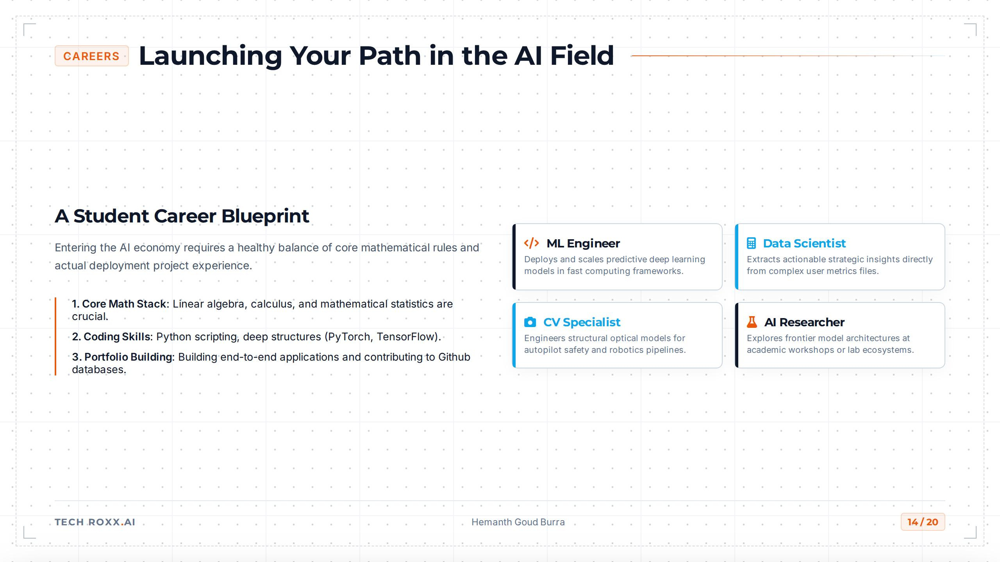 CAREERS
Launching Your Path in the AI Field
A Student Career Blueprint
Entering the AI economy requires a healthy balance of core mathematical rules and
actual deployment project experience.
1. Core Math Stack: Linear algebra, calculus, and mathematical statistics are
crucial.
2. Coding Skills: Python scripting, deep structures (PyTorch, TensorFlow).
3. Portfolio Building: Building end-to-end applications and contributing to Github
databases.
ML Engineer
Deploys and scales predictive deep learning
models in fast computing frameworks.
Data Scientist
Extracts actionable strategic insights directly
from complex user metrics files.
CV Specialist
Engineers structural optical models for
autopilot safety and robotics pipelines.
AI Researcher
Explores frontier model architectures at
academic workshops or lab ecosystems.
TECH ROXX.AI
Hemanth Goud Burra
14 / 20